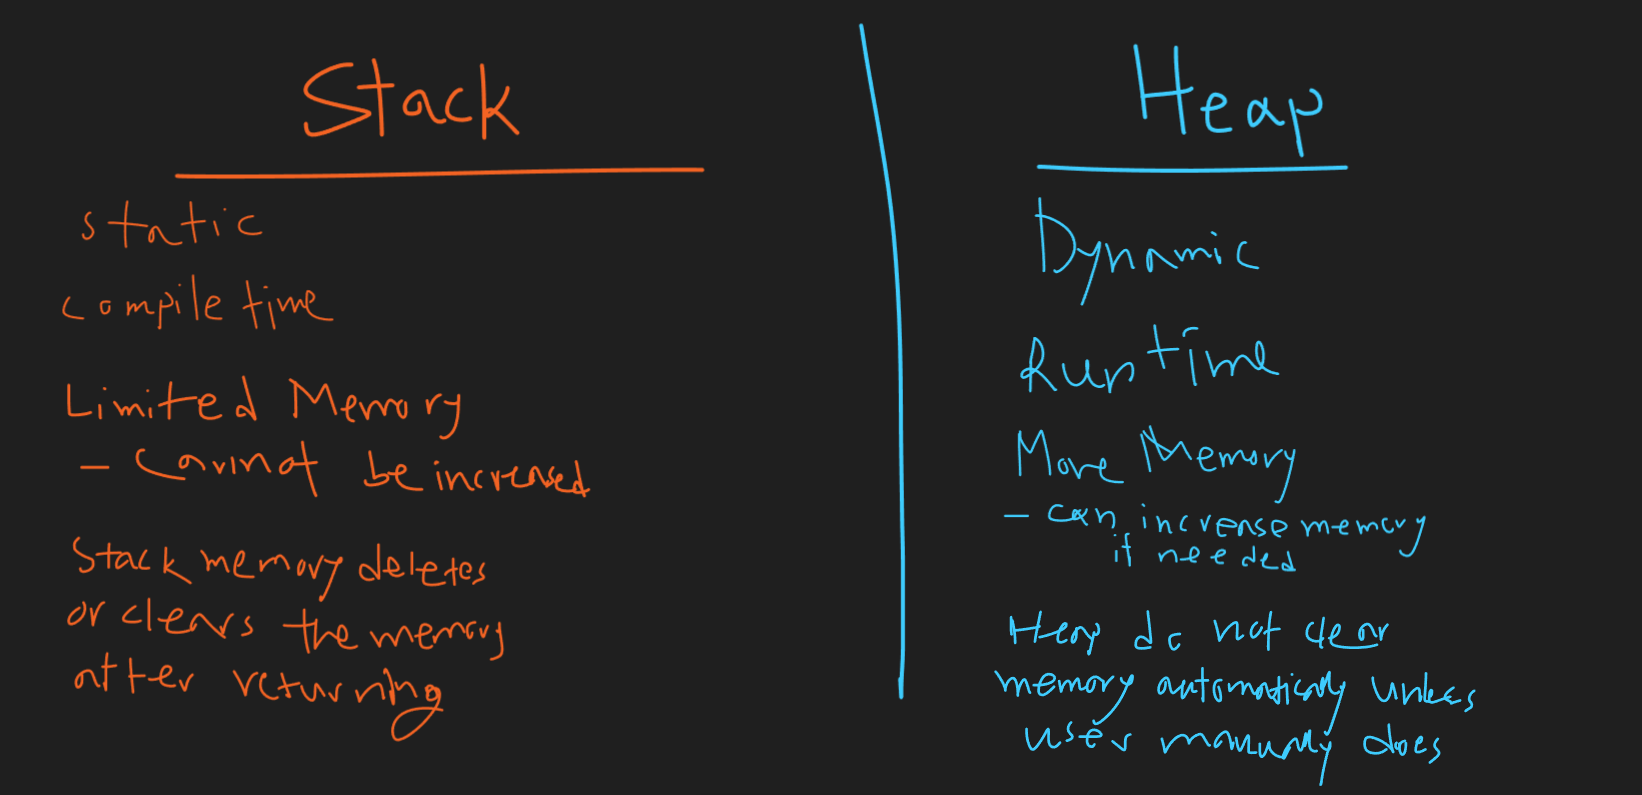 Stack
static
compile time
Limited Memory
- Cannot be increased
Stack memory deletes
or clears the memory
after returning
Heap
Dynamic
Runtime
More Memory
- can increase memory
if needed
Heap do not clear
memory automatically unless
user manually does